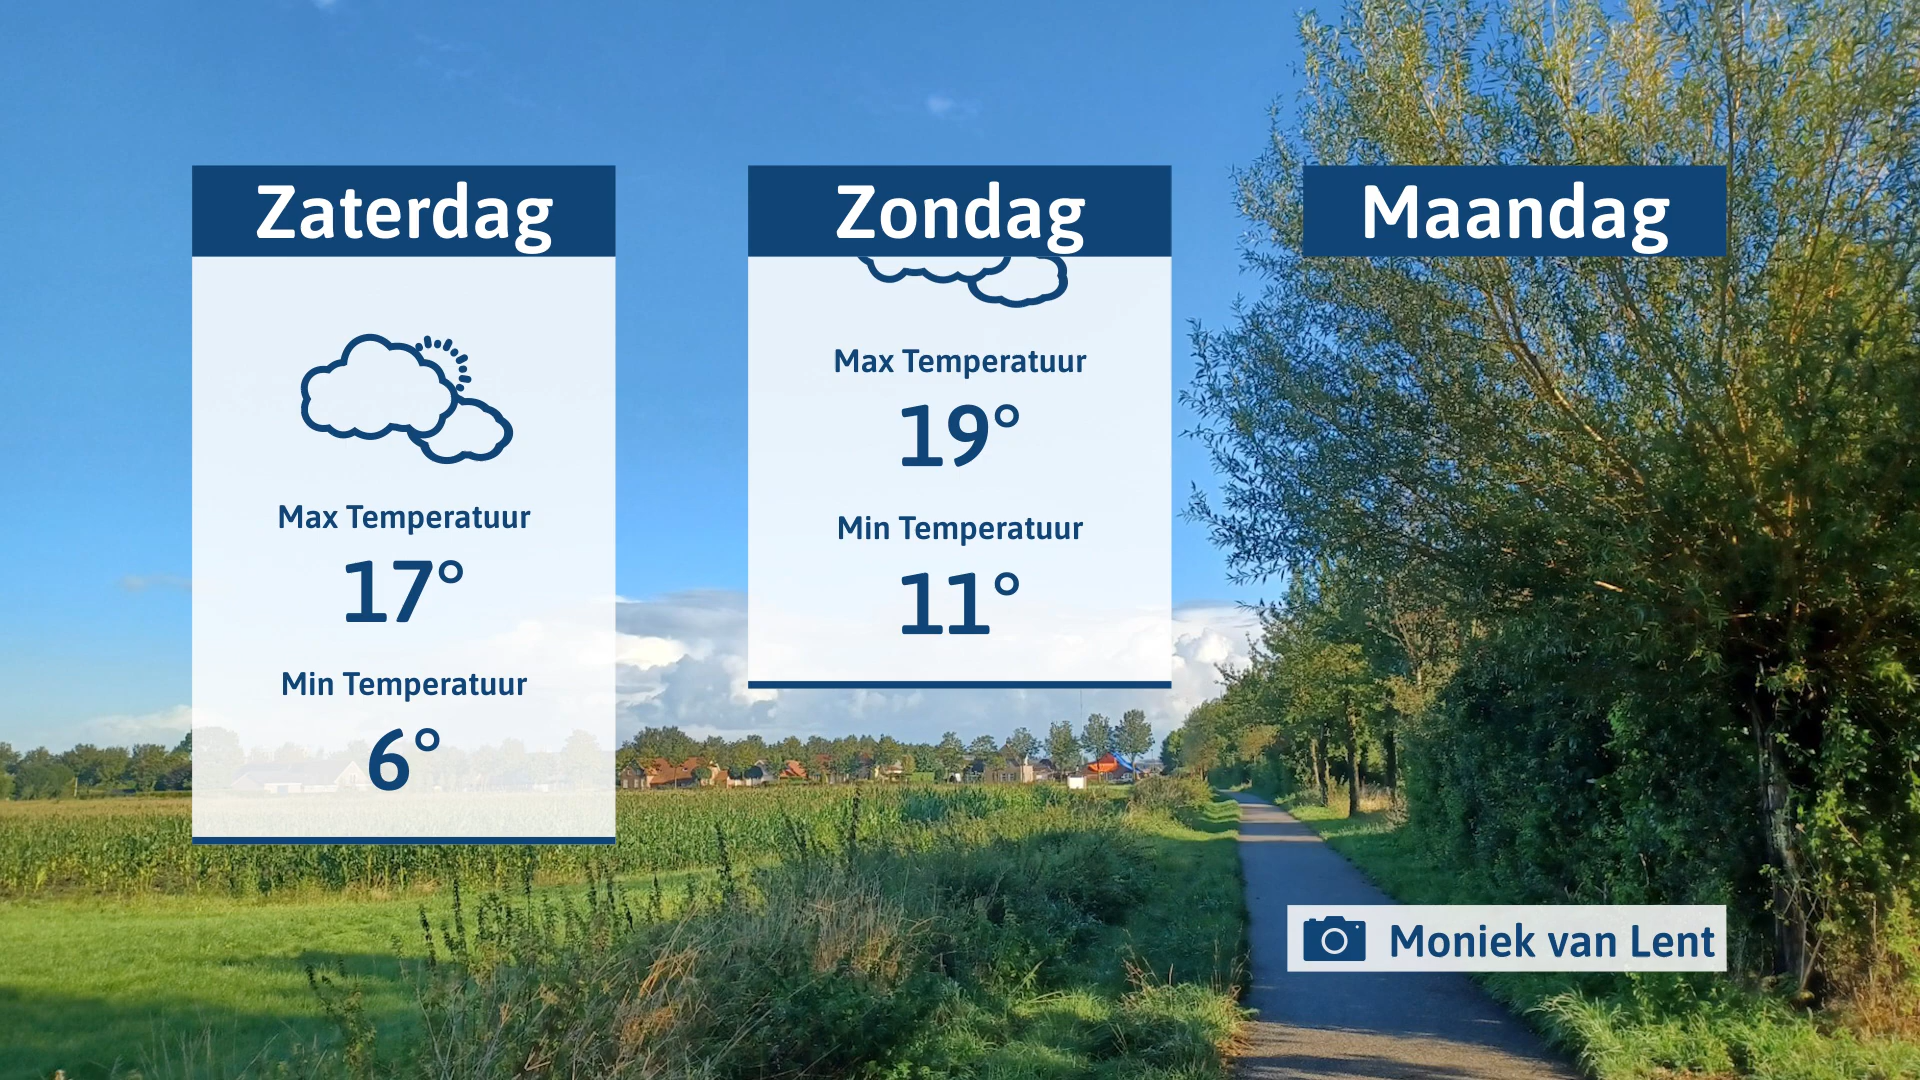 Zaterdag
Max Temperatuur
17°
Min Temperatuur
6°
Zondag
Max Temperatuur
19°
Min Temperatuur
11°
Maandag
Moniek van Lent